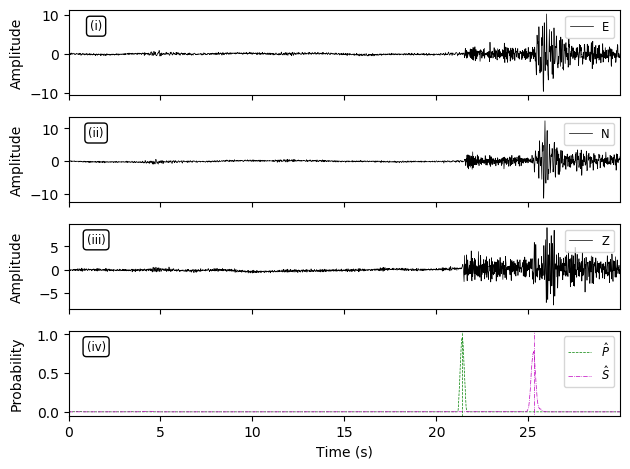 10
0
−10
Amplitude
(i)
E
10
0
−10
Amplitude
(ii)
N
5
0
−5
Amplitude
(iii)
Z
1.0
0.5
0.0
Probability
(iv)
P̂
Ŝ
0 5 10 15 20 25
Time (s)